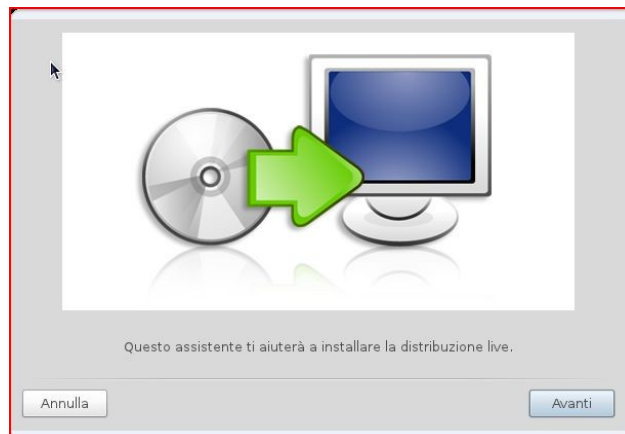 Questo assistente ti aiuterà a installare la distribuzione live.
Annulla
Avanti